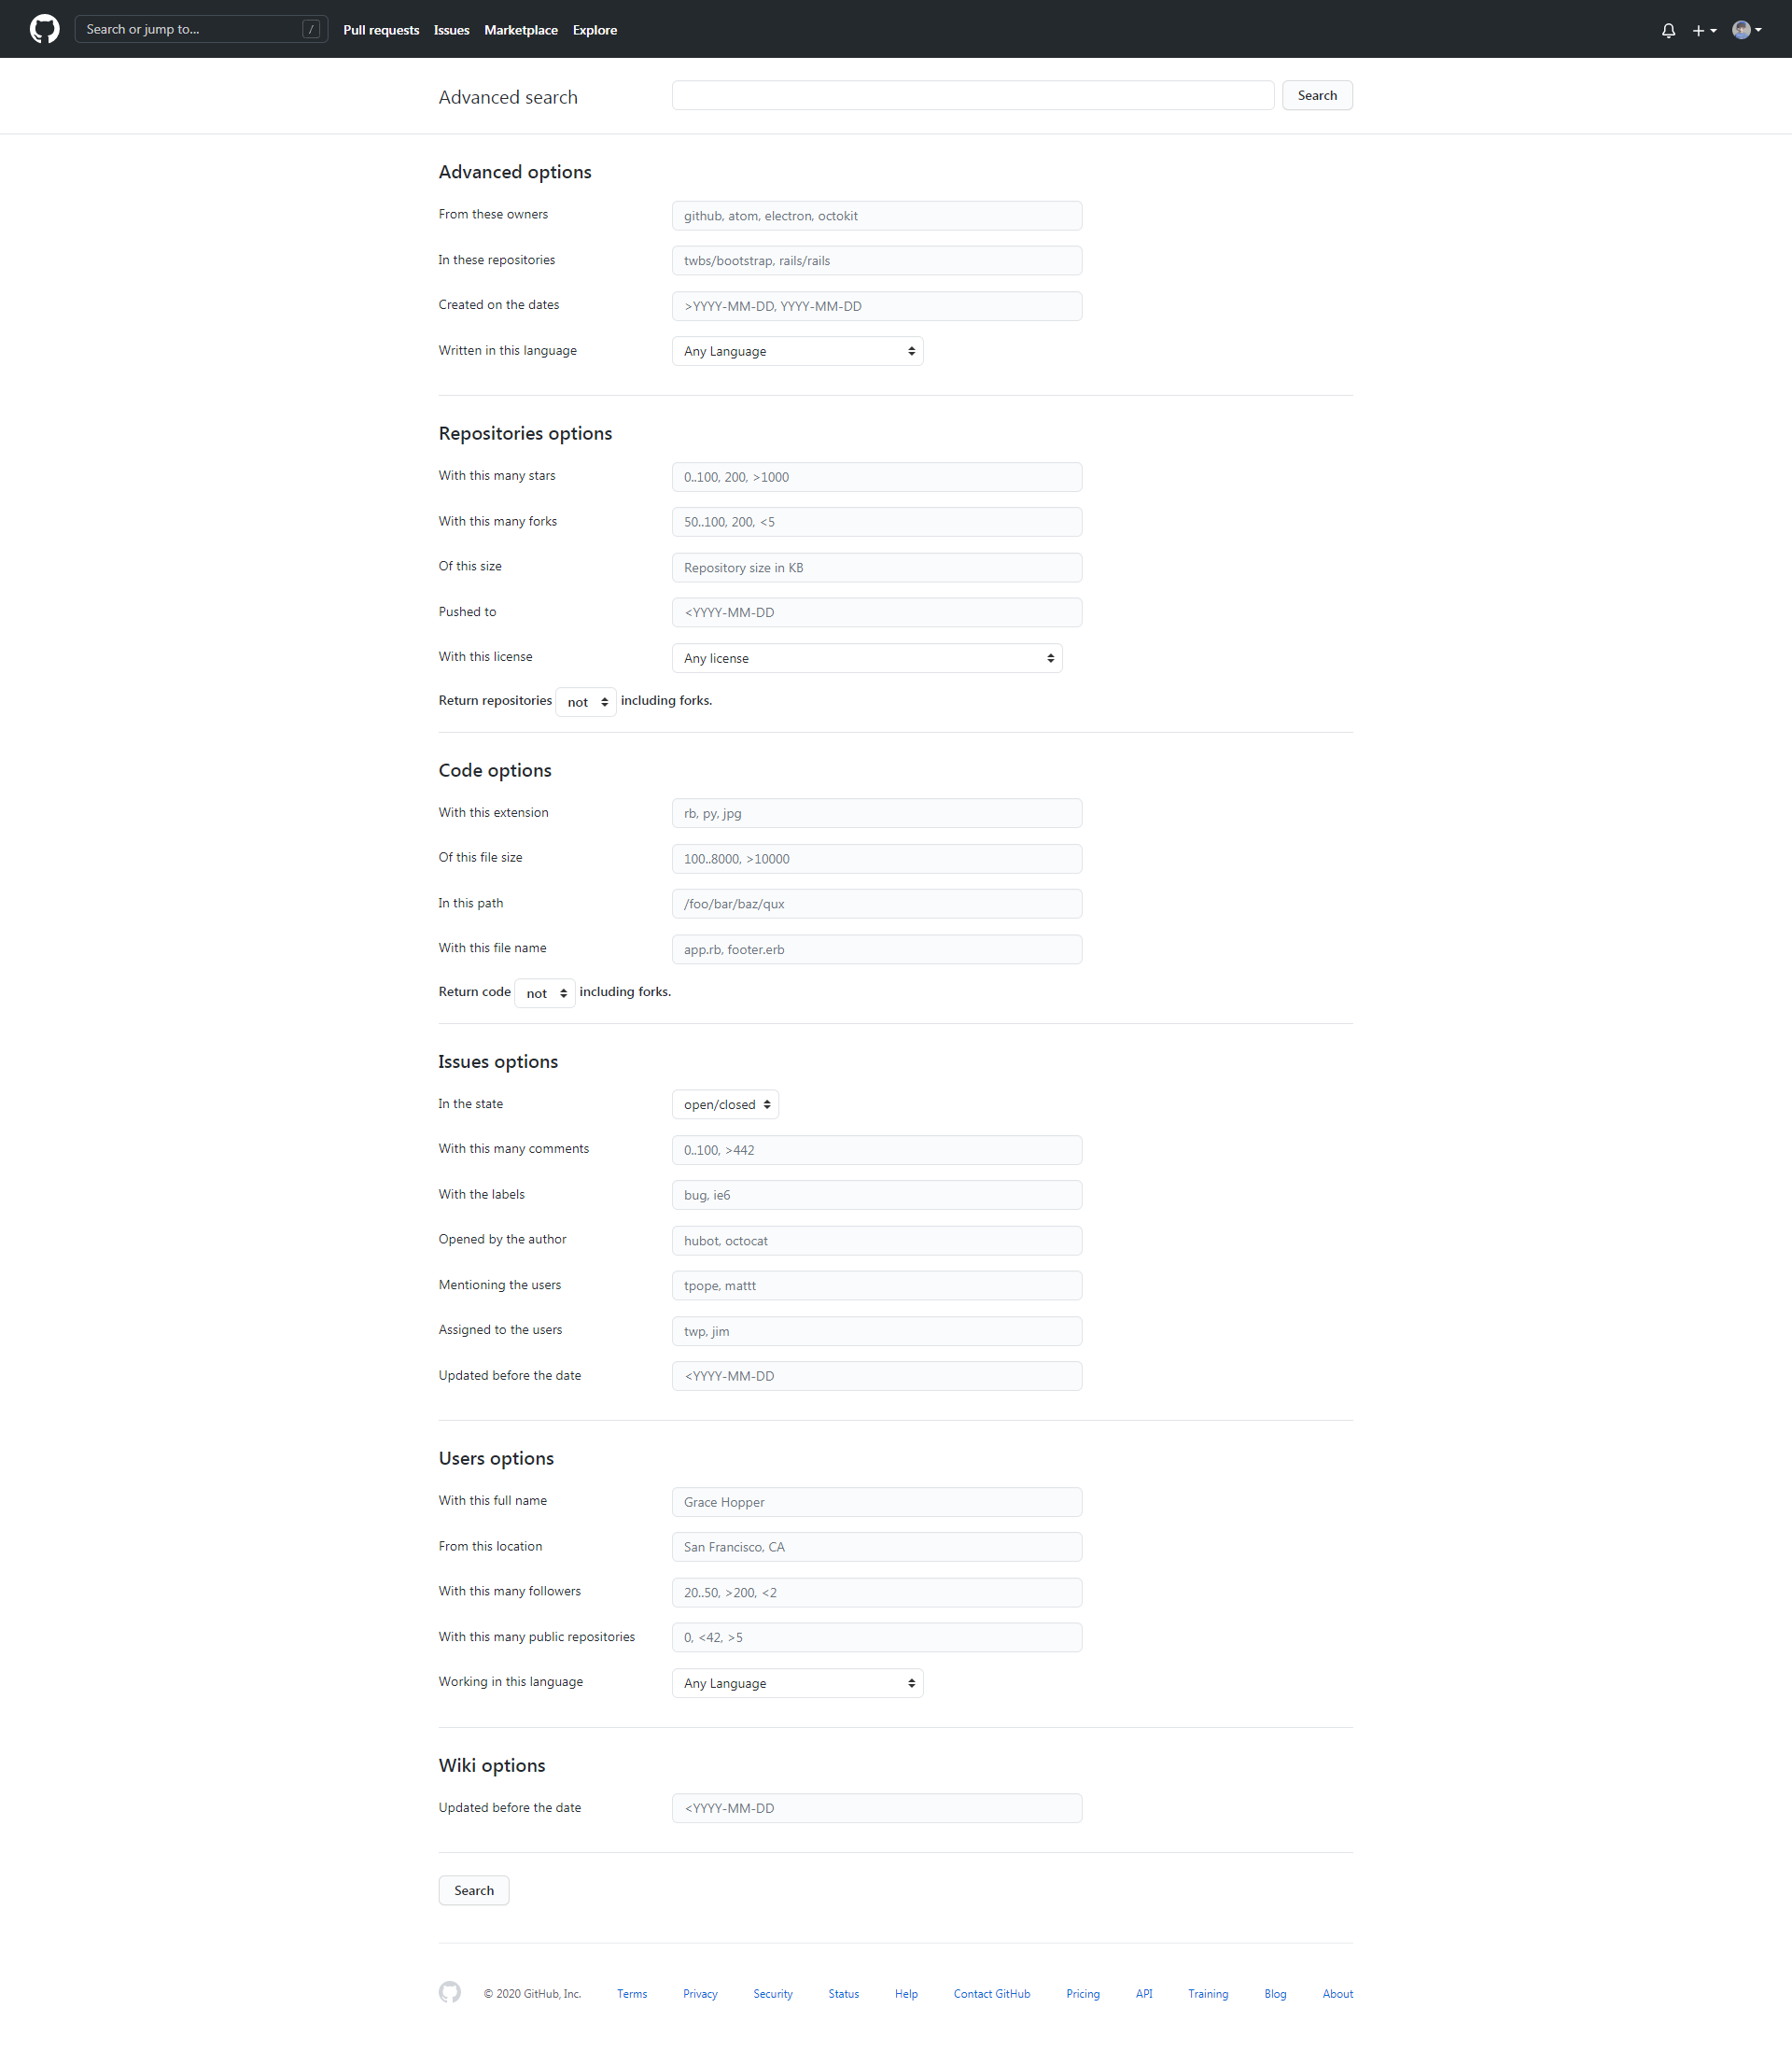 Search or jump to... / Pull requests Issues Marketplace Explore
Advanced search Search
Advanced options
From these owners github, atom, electron, octokit
In these repositories twbs/bootstrap, rails/rails
Created on the dates >YYYY-MM-DD, YYYY-MM-DD
Written in this language Any Language
Repositories options
With this many stars 0..100, 200, >1000
With this many forks 50..100, 200, <5
Of this size Repository size in KB
Pushed to <YYYY-MM-DD
With this license Any license
Return repositories not including forks.
Code options
With this extension rb, py, jpg
Of this file size 100..8000, >10000
In this path /foo/bar/baz/qux
With this file name app.rb, footer.erb
Return code not including forks.
Issues options
In the state open/closed
With this many comments 0..100, >442
With the labels bug, ie6
Opened by the author hubot, octocat
Mentioning the users tpope, mattt
Assigned to the users twp, jim
Updated before the date <YYYY-MM-DD
Users options
With this full name Grace Hopper
From this location San Francisco, CA
With this many followers 20..50, >200, <2
With this many public repositories 0, <42, >5
Working in this language Any Language
Wiki options
Updated before the date <YYYY-MM-DD
Search
© 2020 GitHub, Inc. Terms Privacy Security Status Help Contact GitHub Pricing API Training Blog About